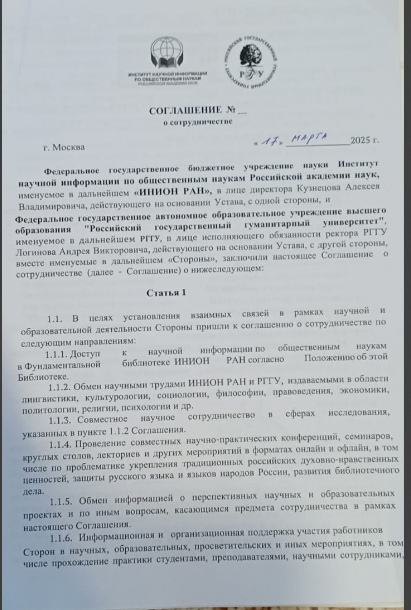 ИНСТИТУТ НАУЧНОЙ ИНФОРМАЦИИ
ПО ОБЩЕСТВЕННЫМ НАУКАМ
РОССИЙСКОЙ АКАДЕМИИ НАУК
РОССИЙСКИЙ ГОСУДАРСТВЕННЫЙ ГУМАНИТАРНЫЙ УНИВЕРСИТЕТ
СОГЛАШЕНИЕ № __
о сотрудничестве
г. Москва
«17» МАРТА 2025 г.
Федеральное государственное бюджетное учреждение науки Институт
научной информации по общественным наукам Российской академии наук,
именуемое в дальнейшем «ИНИОН РАН», в лице директора Кузнецова Алексея
Владимировича, действующего на основании Устава, с одной стороны, и
Федеральное государственное автономное образовательное учреждение высшего
образования "Российский государственный гуманитарный университет",
именуемое в дальнейшем РГГУ, в лице исполняющего обязанности ректора РГГУ
Логинова Андрея Викторовича, действующего на основании Устава, с другой стороны,
вместе именуемые в дальнейшем «Стороны», заключили настоящее Соглашение о
сотрудничестве (далее - Соглашение) о нижеследующем:
Статья 1
1.1. В целях установления взаимных связей в рамках научной и
образовательной деятельности Стороны пришли к соглашению о сотрудничестве по
следующим направлениям:
1.1.1. Доступ к научной информации по общественным наукам
в Фундаментальной библиотеке ИНИОН РАН согласно Положению об этой
Библиотеке.
1.1.2. Обмен научными трудами ИНИОН РАН и РГГУ, издаваемыми в области
лингвистики, культурологии, социологии, философии, правоведения, экономики,
политологии, религии, психологии и др.
1.1.3. Совместное научное сотрудничество в сферах исследования,
указанных в пункте 1.1.2 Соглашения.
1.1.4. Проведение совместных научно-практических конференций, семинаров,
круглых столов, лекториев и других мероприятий в форматах онлайн и офлайн, в том
числе по проблематике укрепления традиционных российских духовно-нравственных
ценностей, защиты русского языка и языков народов России, развития библиотечного
дела.
1.1.5. Обмен информацией о перспективных научных и образовательных
проектах и по иным вопросам, касающимся предмета сотрудничества в рамках
настоящего Соглашения.
1.1.6. Информационная и организационная поддержка участия работников
Сторон в научных, образовательных, просветительских и иных мероприятиях, в том
числе прохождение практики студентами, преподавателями, научными сотрудниками,